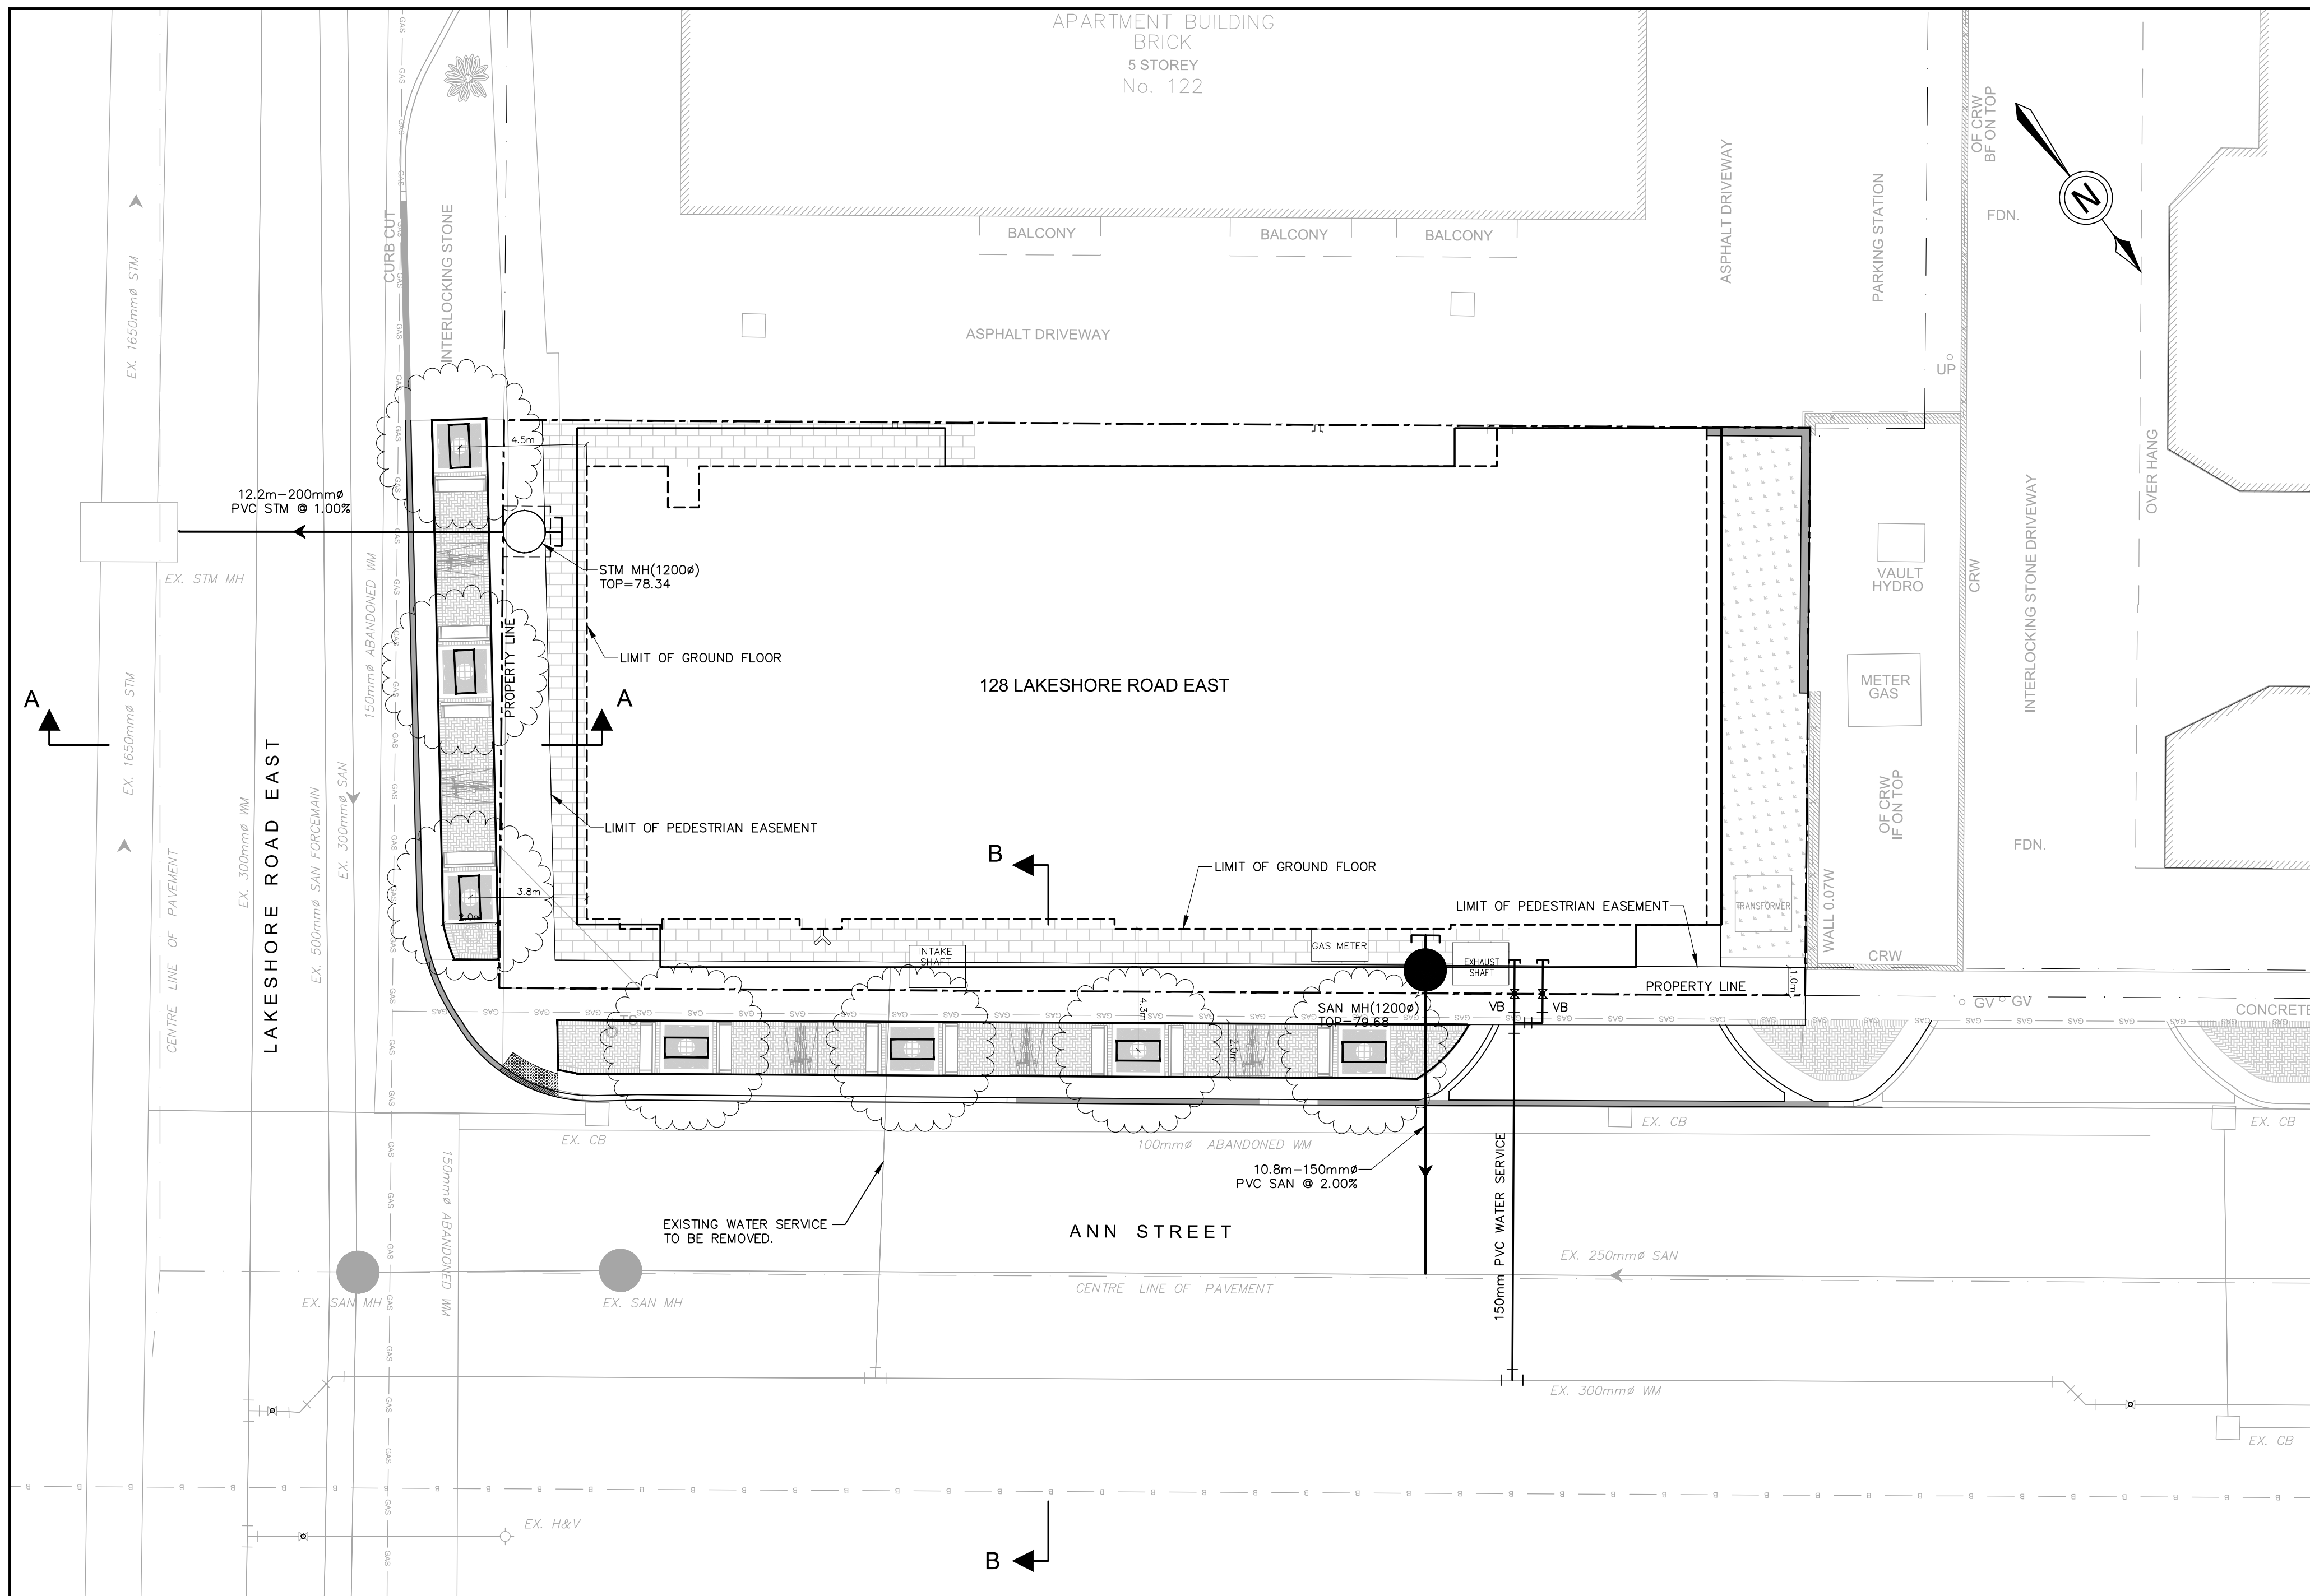 APARTMENT BUILDING
BRICK
5 STOREY
No. 122
BALCONY
BALCONY
BALCONY
ASPHALT DRIVEWAY
ASPHALT DRIVEWAY
PARKING STATION
OF CRW
BF ON TOP
FDN.
N
UP
OVER HANG
INTERLOCKING STONE DRIVEWAY
CRW
VAULT
HYDRO
METER
GAS
OF CRW
IF ON TOP
FDN.
WALL 0.07W
CRW
GV
GV
CONCRETE
EX. 1650mmø STM
CURB CUT
INTERLOCKING STONE
GAS
4.5m
12.2m-200mmø
PVC STM @ 1.00%
EX. STM MH
STM MH(1200ø)
TOP=78.34
150mmø ABANDONED WM
PROPERTY LINE
LIMIT OF GROUND FLOOR
128 LAKESHORE ROAD EAST
A
A
EX. 1650mmø STM
LAKESHORE ROAD EAST
EX. 300mmø WM
EX. 500mmø SAN FORCEMAIN
EX. 300mmø SAN
CENTRE LINE OF PAVEMENT
LIMIT OF PEDESTRIAN EASEMENT
B
LIMIT OF GROUND FLOOR
3.8m
2.0m
LIMIT OF PEDESTRIAN EASEMENT
TRANSFORMER
INTAKE
SHAFT
GAS METER
EXHAUST
SHAFT
PROPERTY LINE
1.0m
4.3m
SAN MH(1200ø)
TOP=79.68
VB
VB
TS
2.0m
EX. CB
100mmø ABANDONED WM
EX. CB
EX. CB
150mmø ABANDONED WM
10.8m-150mmø
PVC SAN @ 2.00%
150mm PVC WATER SERVICE
EXISTING WATER SERVICE
TO BE REMOVED.
ANN STREET
EX. 250mmø SAN
EX. SAN MH
EX. SAN MH
CENTRE LINE OF PAVEMENT
EX. 300mmø WM
EX. CB
B
EX. H&V
B